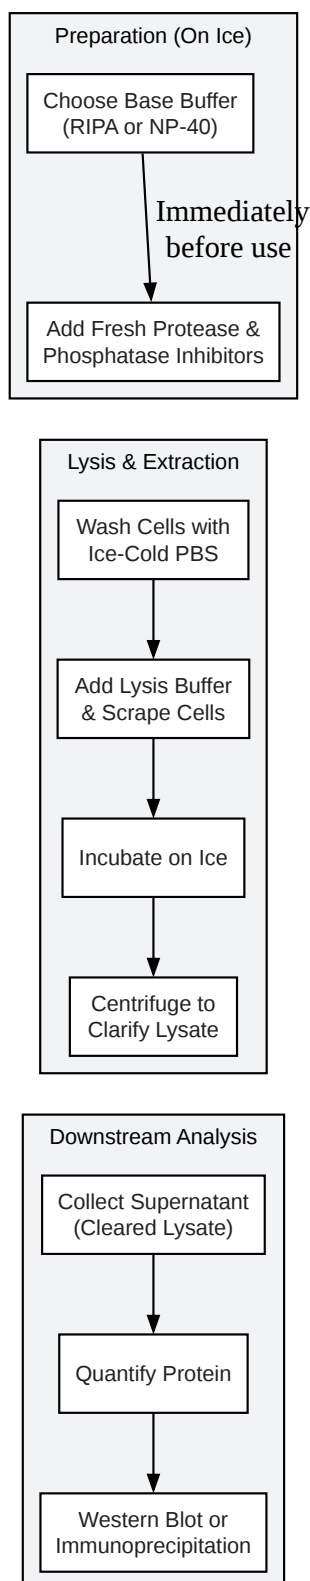 Preparation (On Ice)
Choose Base Buffer
(RIPA or NP-40)
Immediately
before use
Add Fresh Protease &
Phosphatase Inhibitors
Lysis & Extraction
Wash Cells with
Ice-Cold PBS
Add Lysis Buffer
& Scrape Cells
Incubate on Ice
Centrifuge to
Clarify Lysate
Downstream Analysis
Collect Supernatant
(Cleared Lysate)
Quantify Protein
Western Blot or
Immunoprecipitation